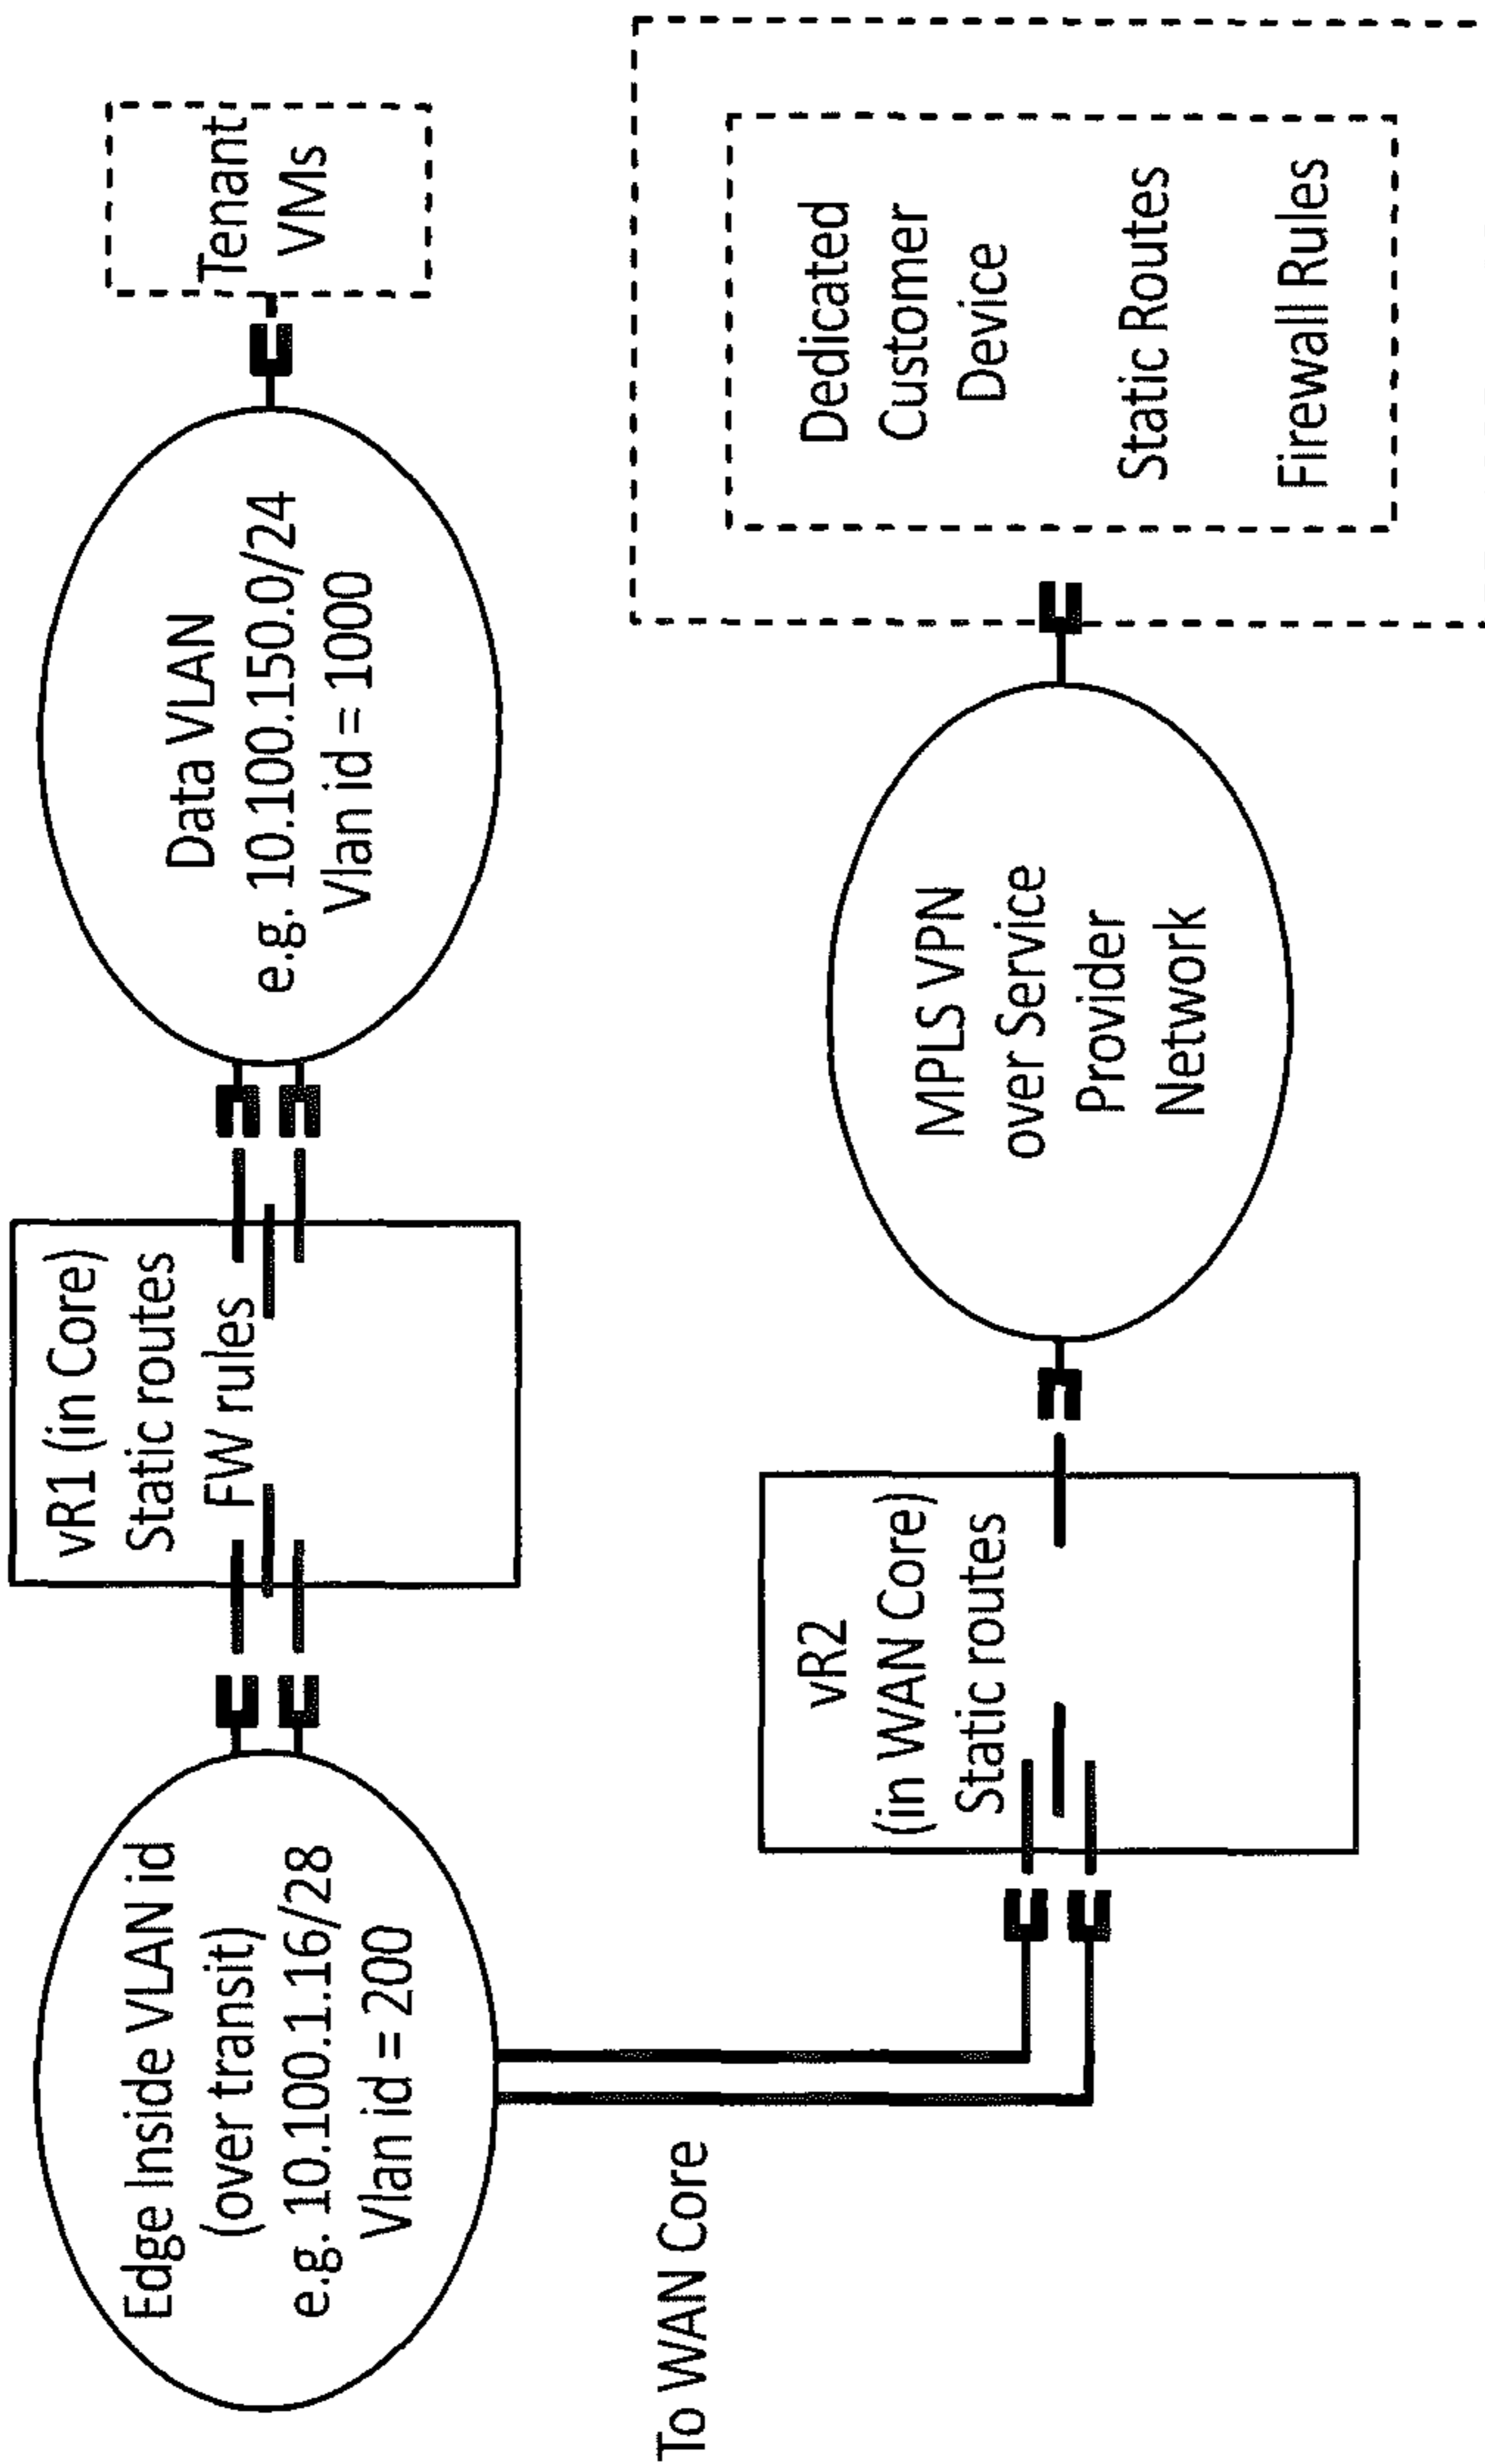 Edge Inside VLAN id
(over transit)
e.g. 10.100.1.16/28
Vlan id = 200
vR1 (in Core)
Static routes
FW rules
Data VLAN
e.g. 10.100.150.0/24
Vlan id = 1000
Tenant
VMs
To WAN Core
vR2
(in WAN Core)
Static routes
MPLS VPN
over Service
Provider
Network
Dedicated
Customer
Device
Static Routes
Firewall Rules